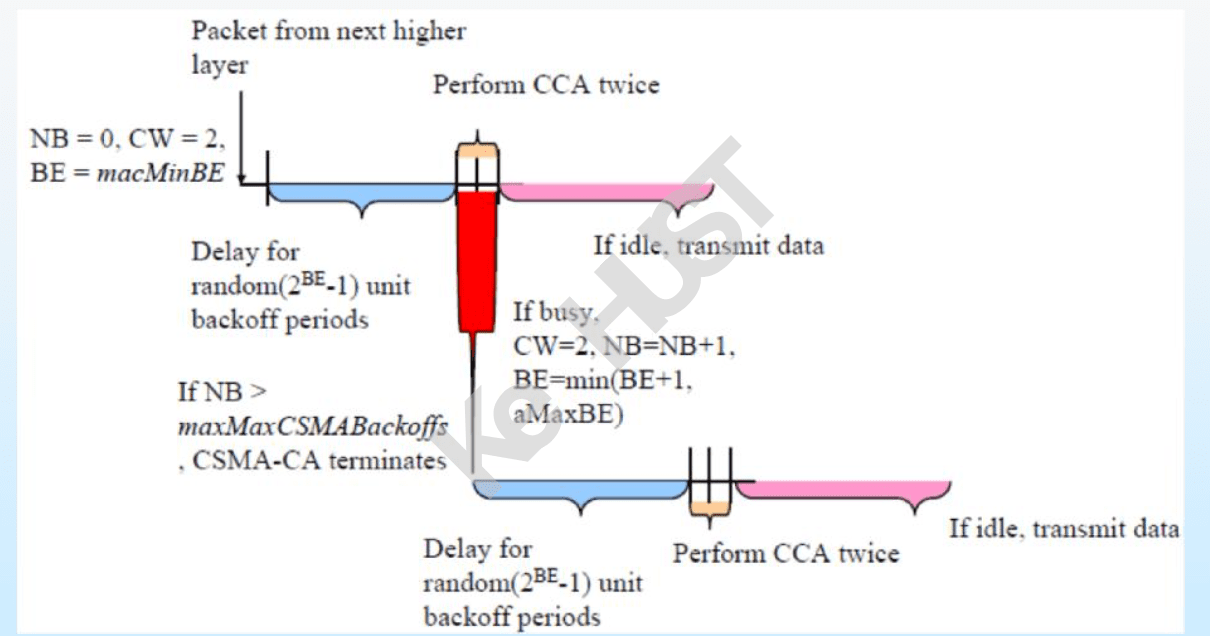 Packet from next higher
layer
Perform CCA twice
NB = 0, CW = 2,
BE = macMinBE
If idle, transmit data
Delay for
random(2^BE-1) unit
backoff periods
If busy,
CW=2, NB=NB+1,
BE=min(BE+1,
aMaxBE)
If NB >
maxMaxCSMABackoffs
, CSMA-CA terminates
If idle, transmit data
Delay for
random(2^BE-1) unit
backoff periods
Perform CCA twice
Ke HUST